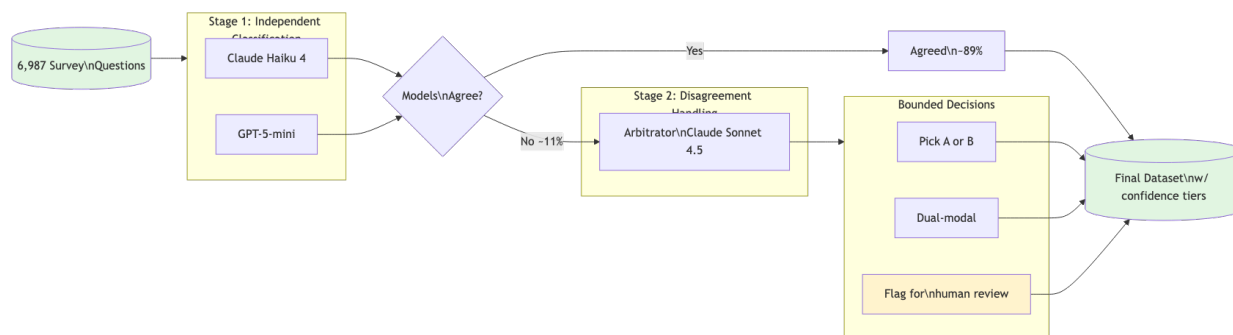 Stage 1: Independent
Classification
6,987 Survey\nQuestions
Claude Haiku 4
GPT-5-mini
Models\nAgree?
Yes
No ~11%
Agreed\n~89%
Stage 2: Disagreement
Handling
Arbitrator\nClaude Sonnet
4.5
Bounded Decisions
Pick A or B
Dual-modal
Flag for\nhuman review
Final Dataset\nw/
confidence tiers